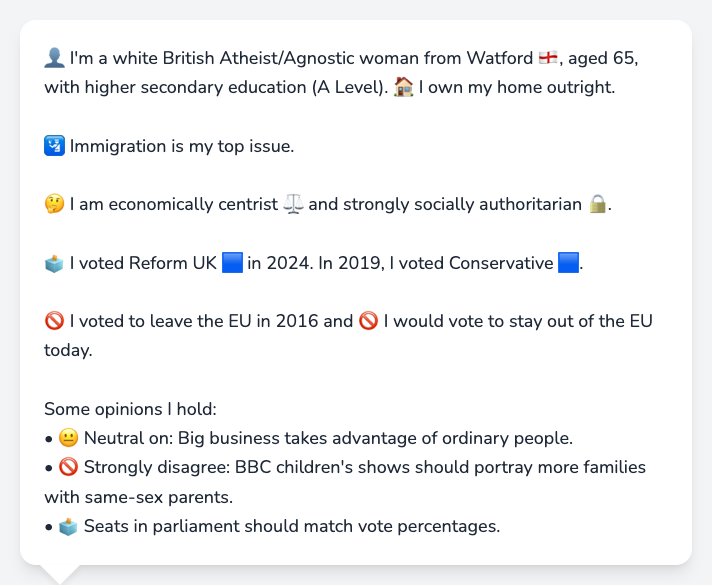 👤 I'm a white British Atheist/Agnostic woman from Watford 🏴󠁧󠁢󠁥󠁮󠁧󠁿, aged 65,
with higher secondary education (A Level). 🏠 I own my home outright.
🛂 Immigration is my top issue.
🤔 I am economically centrist ⚖️ and strongly socially authoritarian 🔒.
🗳️ I voted Reform UK 🟦 in 2024. In 2019, I voted Conservative 🟦.
🚫 I voted to leave the EU in 2016 and 🚫 I would vote to stay out of the EU
today.
Some opinions I hold:
• 😐 Neutral on: Big business takes advantage of ordinary people.
• 🚫 Strongly disagree: BBC children's shows should portray more families
with same-sex parents.
• 🗳️ Seats in parliament should match vote percentages.